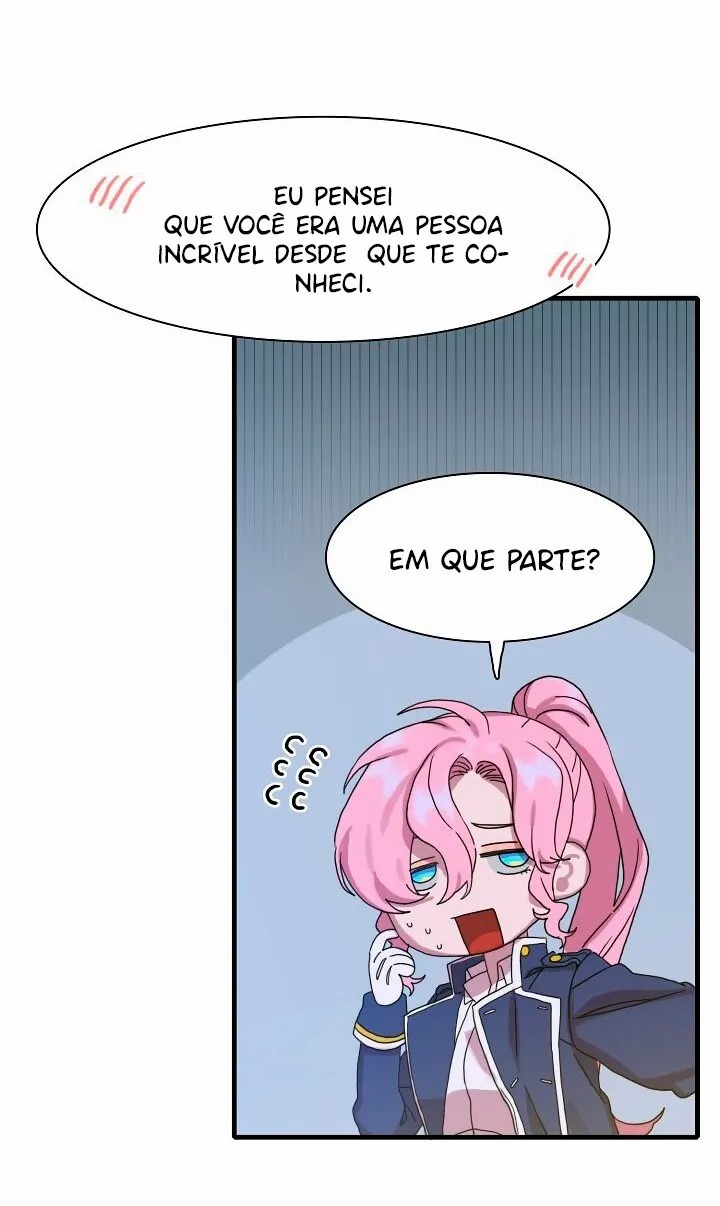 EU PENSEI
QUE VOCÊ ERA UMA PESSOA
INCRÍVEL DESDE QUE TE CO-
NHECI.
EM QUE PARTE?